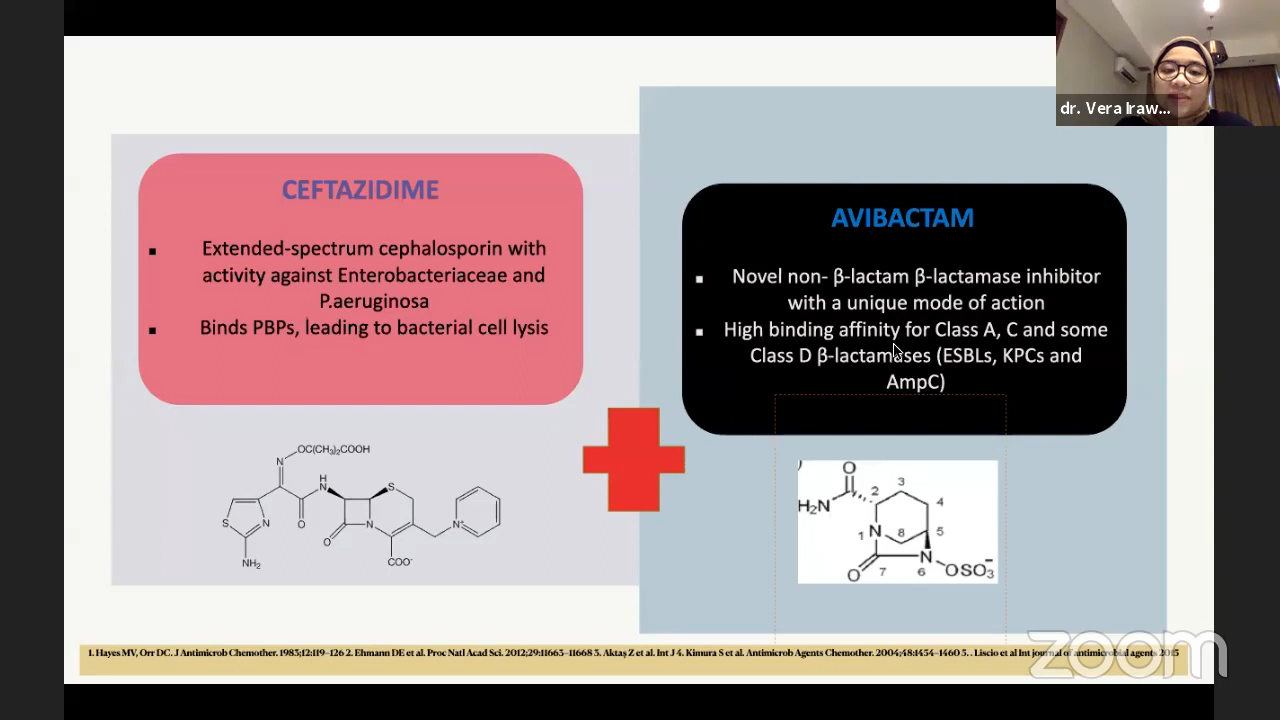 dr. Vera Iraw...
CEFTAZIDIME
▪ Extended-spectrum cephalosporin with
activity against Enterobacteriaceae and
P.aeruginosa
▪ Binds PBPs, leading to bacterial cell lysis
AVIBACTAM
▪ Novel non- β-lactam β-lactamase inhibitor
with a unique mode of action
▪ High binding affinity for Class A, C and some
Class D β-lactamases (ESBLs, KPCs and
AmpC)
OC(CH₃)₂COOH
N
H
N
S
S
N
O
N
N⁺
O
NH₂
COO⁻
O
2
3
H₂N
4
N
1
8
5
O
7
N
6
OSO₃⁻
1. Hayes MV, Orr DC. J Antimicrob Chemother. 1983;12:119–126 2. Ehmann DE et al. Proc Natl Acad Sci. 2012;29:11663–11668 3. Aktaş Z et al. Int J 4. Kimura S et al. Antimicrob Agents Chemother. 2004;48:1454–1460 5. . Liscio et al Int journal of antimicrobial agents 2015
zoom